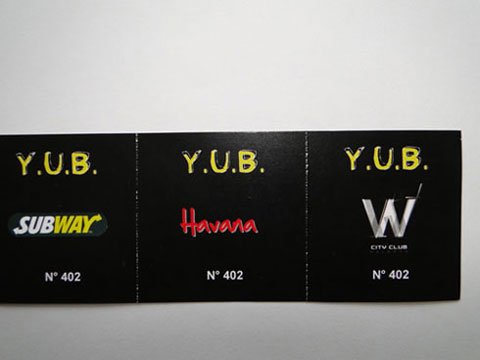 Y.U.B.
SUBWAY
N° 402
Y.U.B.
Havana
N° 402
Y.U.B.
W
CITY CLUB
N° 402